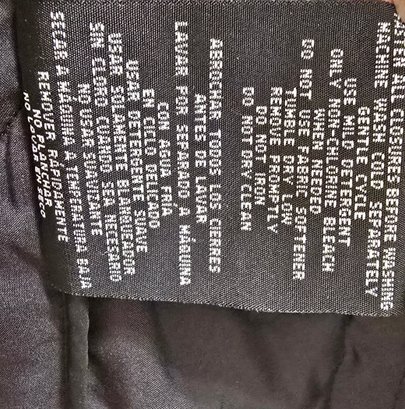 FASTEN ALL CLOSURES BEFORE WASHING
MACHINE WASH COLD SEPARATELY
GENTLE CYCLE
USE MILD DETERGENT
ONLY NON-CHLORINE BLEACH
WHEN NEEDED
DO NOT USE FABRIC SOFTENER
TUMBLE DRY LOW
REMOVE PROMPTLY
DO NOT IRON
DO NOT DRY CLEAN
ABROCHAR TODOS LOS CIERRES
ANTES DE LAVAR
LAVAR POR SEPARADO A MÁQUINA
CON AGUA FRÍA
EN CICLO DELICADO
USAR DETERGENTE SUAVE
USAR SOLAMENTE BLANQUEADOR
SIN CLORO CUANDO SEA NECESARIO
NO USAR SUAVIZANTE
SECAR A MÁQUINA A TEMPERATURA BAJA
REMOVER RAPIDAMENTE
NO PLANCHAR
NO